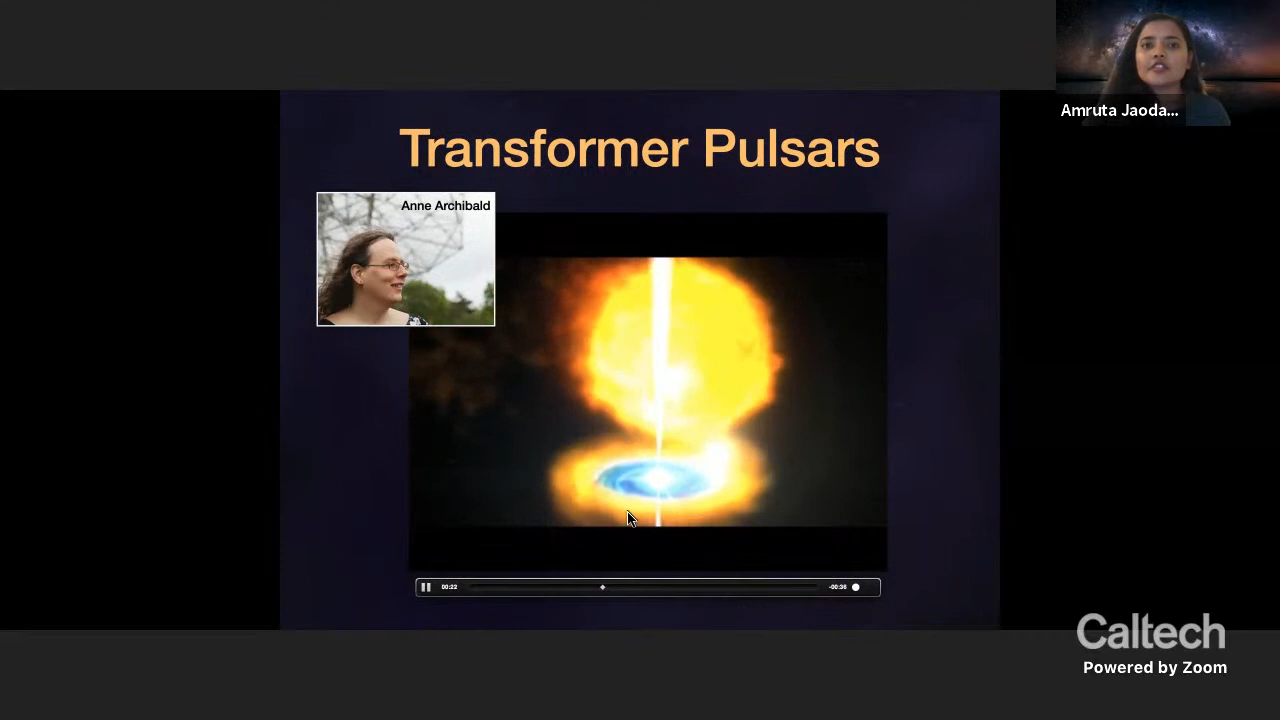 Amruta Jaoda...
Transformer Pulsars
Anne Archibald
00:22
-00:36
Caltech
Powered by Zoom